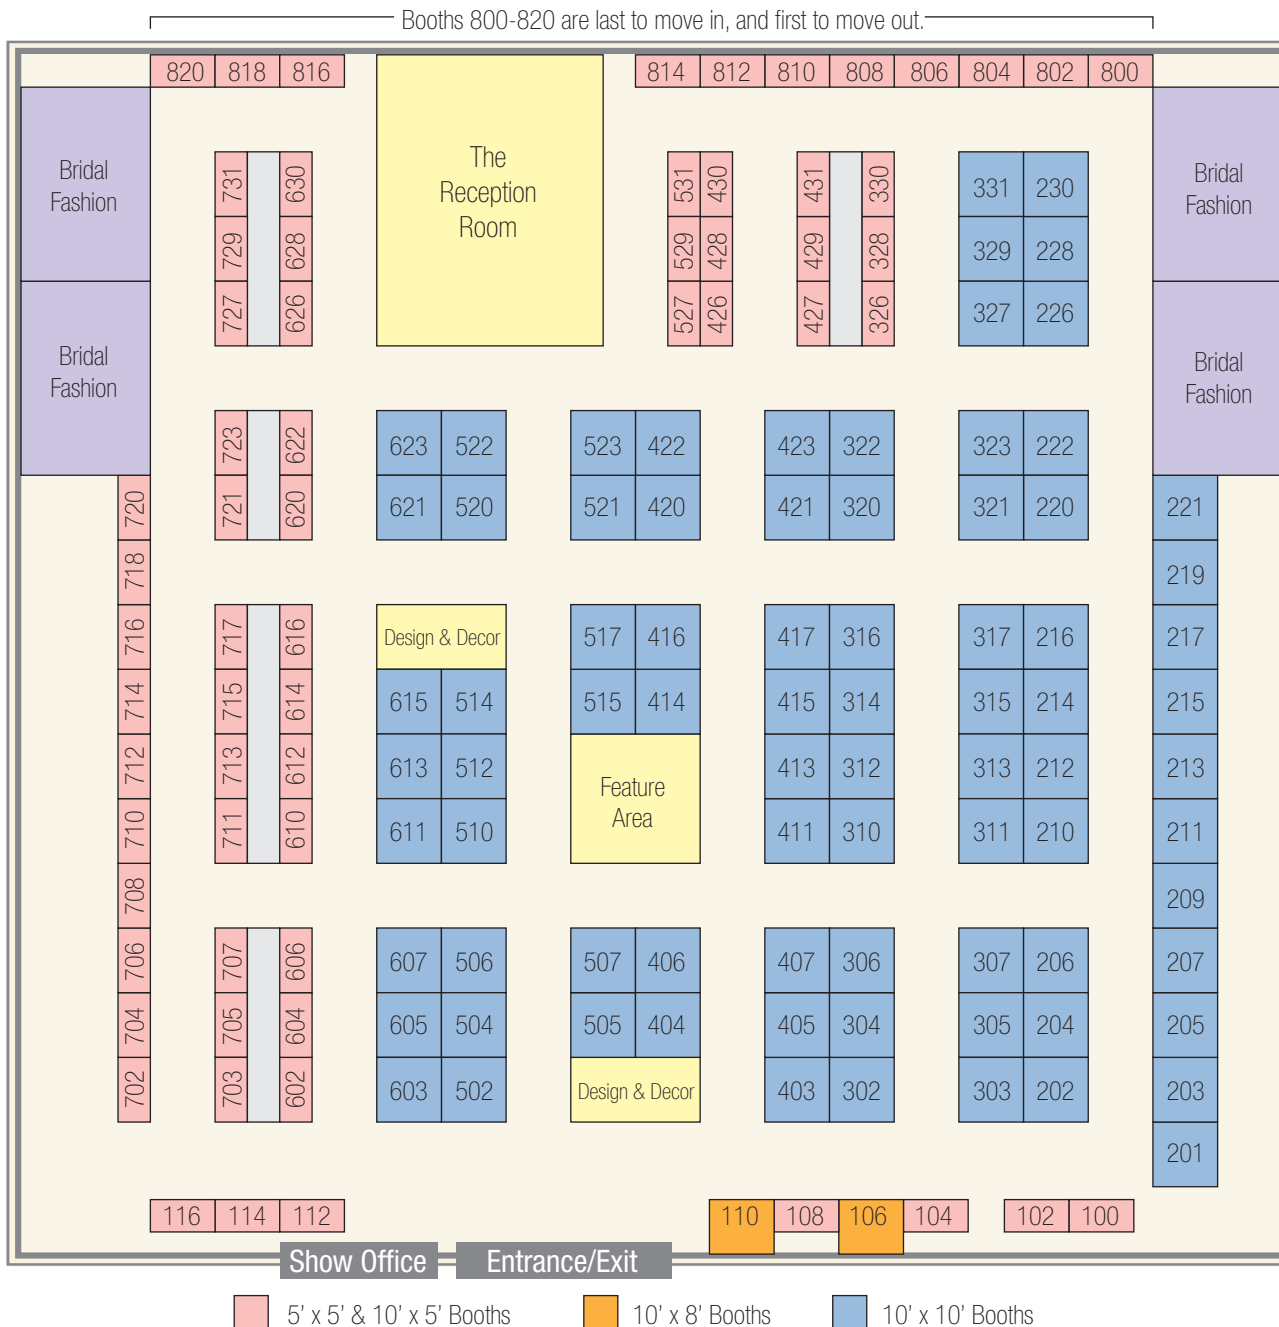 Booths 800-820 are last to move in, and first to move out.
820 818 816 814 812 810 808 806 804 802 800
Bridal
Fashion
The
Reception
Room
Bridal
Fashion
731 630 531 430 431 330 331 230
729 628 529 428 429 328 329 228
727 626 527 426 427 326 327 226
Bridal
Fashion
Bridal
Fashion
723 622 623 522 523 422 423 322 323 222
720 721 620 621 520 521 420 421 320 321 220 221
718 219
716 717 616 Design & Decor 517 416 417 316 317 216 217
714 715 614 615 514 515 414 415 314 315 214 215
712 713 612 613 512 413 312 313 212 213
Feature
Area
710 711 610 611 510 411 310 311 210 211
708 209
706 707 606 607 506 507 406 407 306 307 206 207
704 705 604 605 504 505 404 405 304 305 204 205
702 703 602 603 502 Design & Decor 403 302 303 202 203
201
116 114 112 110 108 106 104 102 100
Show Office Entrance/Exit
5' x 5' & 10' x 5' Booths 10' x 8' Booths 10' x 10' Booths